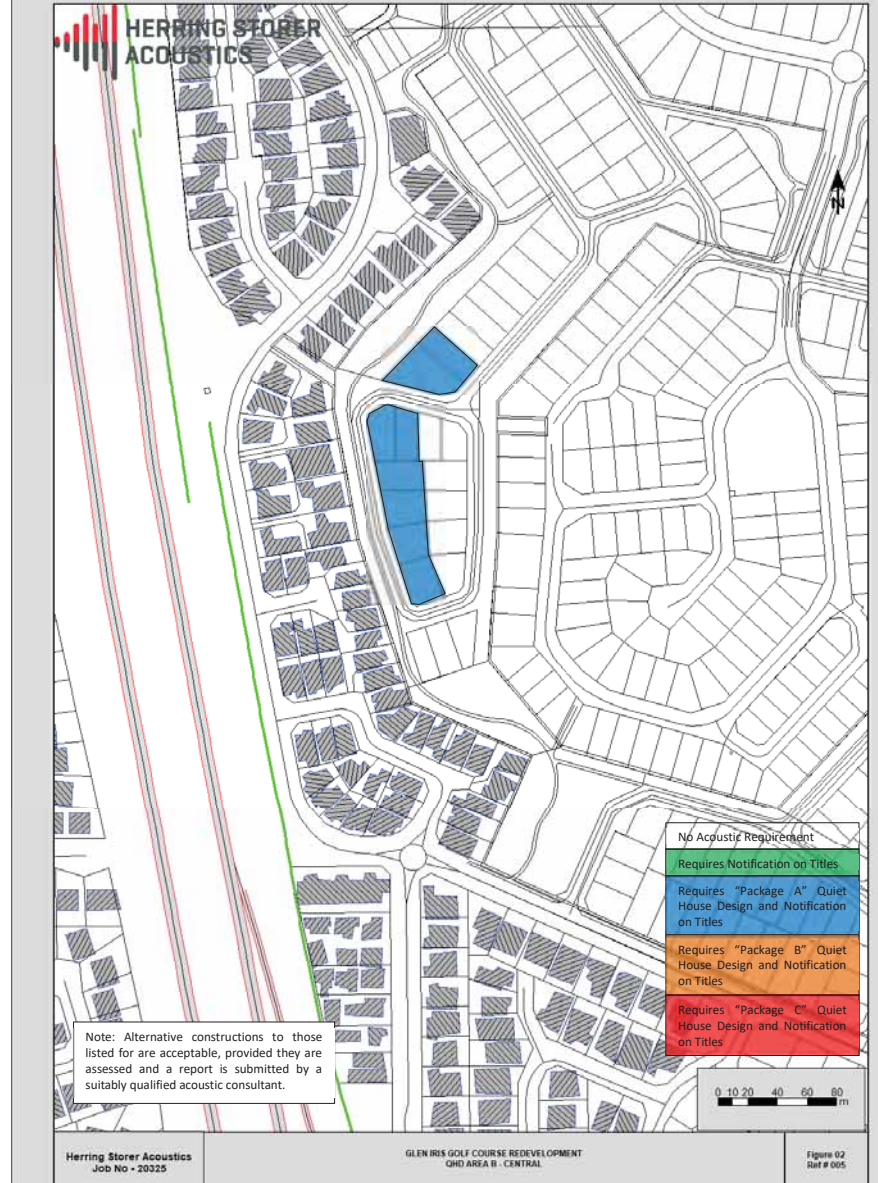 HERRING STORER
ACOUSTICS
N
No Acoustic Requirement
Requires Notification on Titles
Requires “Package A” Quiet
House Design and Notification
on Titles
Requires “Package B” Quiet
House Design and Notification
on Titles
Requires “Package C” Quiet
House Design and Notification
on Titles
Note: Alternative constructions to those
listed for are acceptable, provided they are
assessed and a report is submitted by a
suitably qualified acoustic consultant.
0 10 20 40 60 80
m
Herring Storer Acoustics
Job No - 20325
GLEN IRIS GOLF COURSE REDEVELOPMENT
QHD AREA B - CENTRAL
Figure 02
Ref # 005